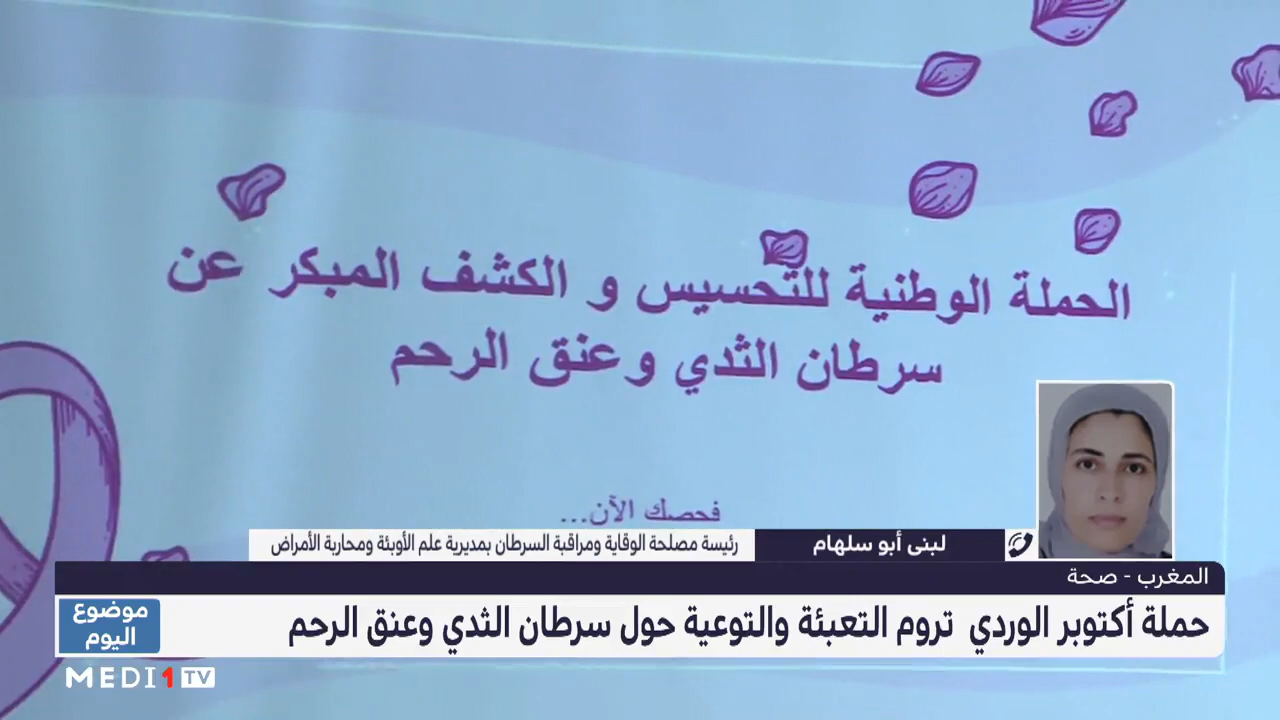 الحملة الوطنية للتحسيس و الكشف المبكر عن
سرطان الثدي وعنق الرحم
فحصك الآن...
لبنى أبو سلهام
رئيسة مصلحة الوقاية ومراقبة السرطان بمديرية علم الأوبئة ومحاربة الأمراض
المغرب - صحة
حملة أكتوبر الوردي تروم التعبئة والتوعية حول سرطان الثدي وعنق الرحم
موضوع
اليوم
MEDI1TV